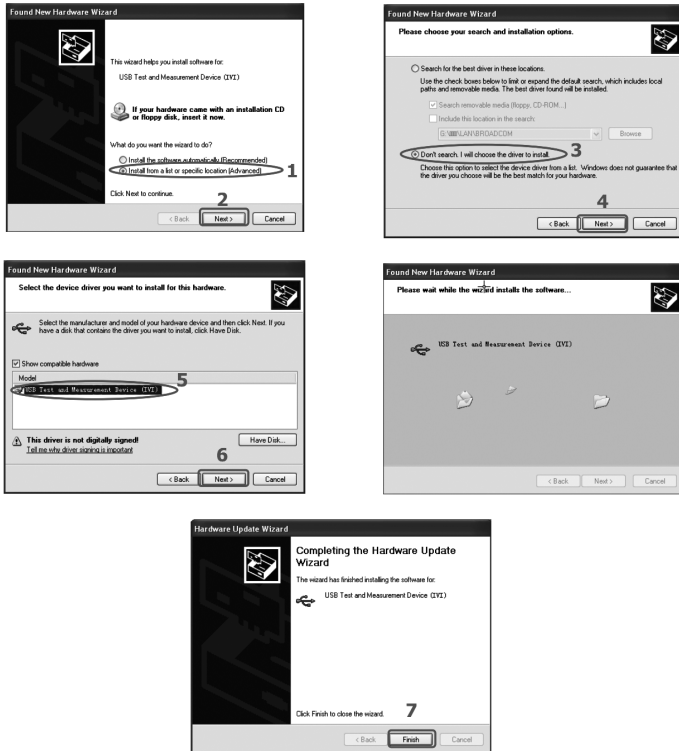 Found New Hardware Wizard
This wizard helps you install software for:
USB Test and Measurement Device (IVI)
If your hardware came with an installation CD
or floppy disk, insert it now.
What do you want the wizard to do?
Install the software automatically (Recommended)
Install from a list or specific location (Advanced)
1
Click Next to continue.
2
< Back
Next >
Cancel
Found New Hardware Wizard
Please choose your search and installation options.
Search for the best driver in these locations.
Use the check boxes below to limit or expand the default search, which includes local
paths and removable media. The best driver found will be installed.
Search removable media (floppy, CD-ROM...)
Include this location in the search:
\LAN\BROADCOM
Browse
Don't search. I will choose the driver to install.
3
Choose this option to select the device driver from a list. Windows does not guarantee that
the driver you choose will be the best match for your hardware.
4
< Back
Next >
Cancel
Found New Hardware Wizard
Select the device driver you want to install for this hardware.
Select the manufacturer and model of your hardware device and then click Next. If you
have a disk that contains the driver you want to install, click Have Disk.
Show compatible hardware
Model
5
USB Test and Measurement Device (IVI)
This driver is not digitally signed!
Tell me why driver signing is important
Have Disk...
6
< Back
Next >
Cancel
Found New Hardware Wizard
Please wait while the wizard installs the software...
USB Test and Measurement Device (IVI)
< Back
Next >
Cancel
Hardware Update Wizard
Completing the Hardware Update
Wizard
The wizard has finished installing the software for:
USB Test and Measurement Device (IVI)
Click Finish to close the wizard.
7
< Back
Finish
Cancel